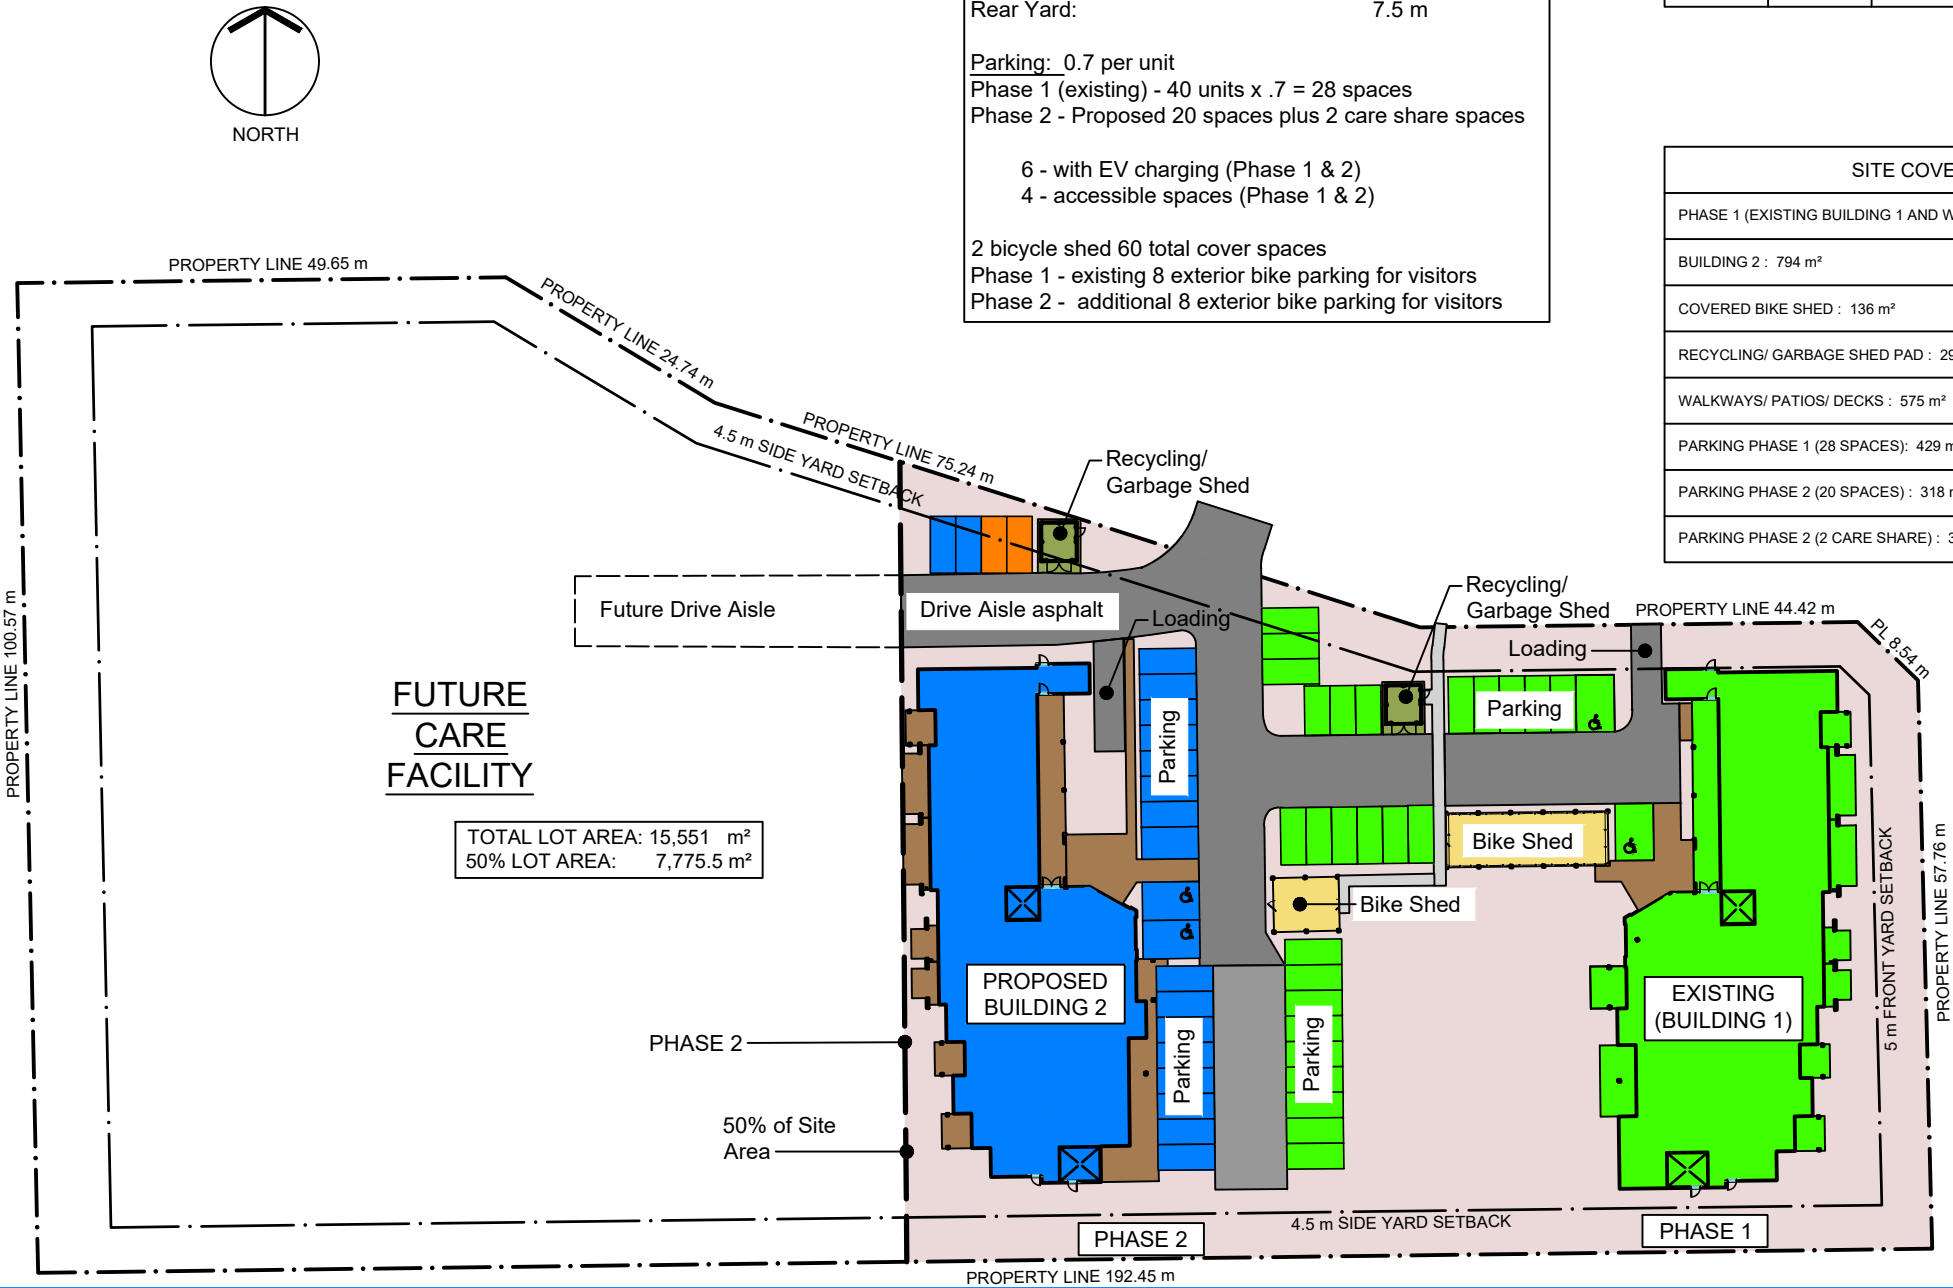 Rear Yard: 7.5 m
Parking: 0.7 per unit
Phase 1 (existing) - 40 units x .7 = 28 spaces
Phase 2 - Proposed 20 spaces plus 2 care share spaces
6 - with EV charging (Phase 1 & 2)
4 - accessible spaces (Phase 1 & 2)
2 bicycle shed 60 total cover spaces
Phase 1 - existing 8 exterior bike parking for visitors
Phase 2 - additional 8 exterior bike parking for visitors
NORTH
SITE COVE
PHASE 1 (EXISTING BUILDING 1 AND W
BUILDING 2 : 794 m²
COVERED BIKE SHED : 136 m²
RECYCLING/ GARBAGE SHED PAD : 29
WALKWAYS/ PATIOS/ DECKS : 575 m²
PARKING PHASE 1 (28 SPACES): 429 m
PARKING PHASE 2 (20 SPACES) : 318 m
PARKING PHASE 2 (2 CARE SHARE) : 3
PROPERTY LINE 49.65 m
PROPERTY LINE 24.74 m
PROPERTY LINE 75.24 m
4.5 m SIDE YARD SETBACK
Recycling/
Garbage Shed
Future Drive Aisle
Drive Aisle asphalt
Loading
Recycling/
Garbage Shed
PROPERTY LINE 44.42 m
PL 8.54 m
Loading
PROPERTY LINE 100.57 m
FUTURE
CARE
FACILITY
Parking
Parking
TOTAL LOT AREA: 15,551 m²
50% LOT AREA: 7,775.5 m²
Bike Shed
Bike Shed
5 m FRONT YARD SETBACK
PROPERTY LINE 57.76 m
PROPOSED
BUILDING 2
EXISTING
(BUILDING 1)
PHASE 2
Parking
Parking
50% of Site
Area
4.5 m SIDE YARD SETBACK
PHASE 2
PHASE 1
PROPERTY LINE 192.45 m